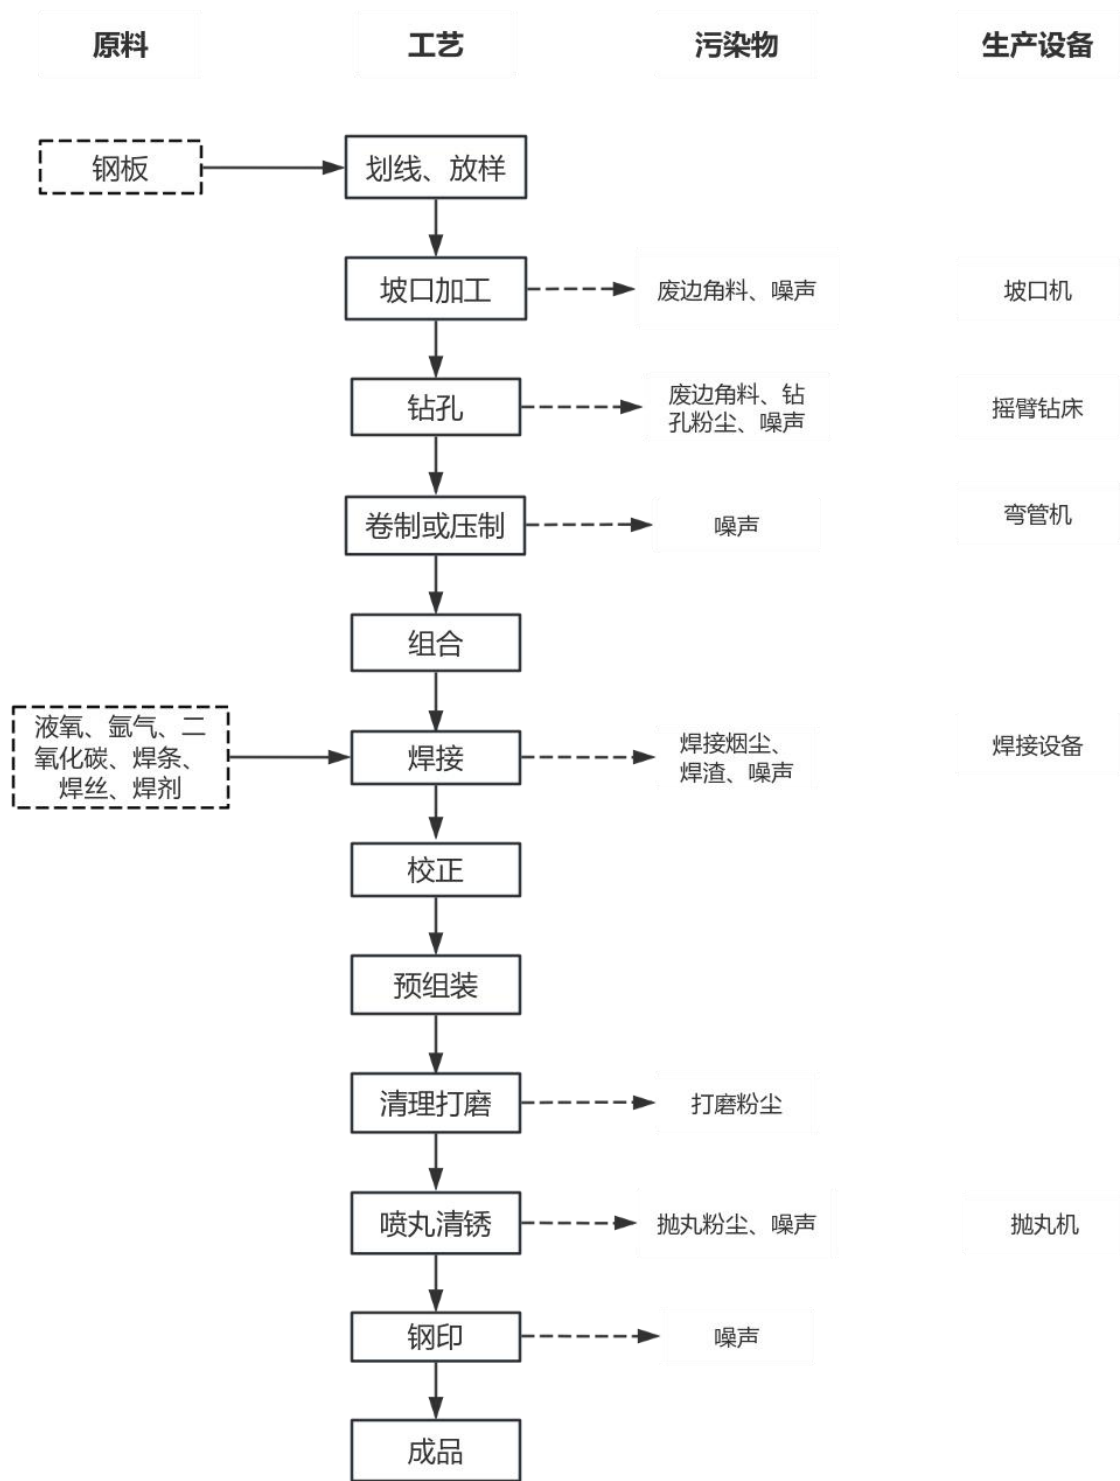 原料 工艺 污染物 生产设备
钢板 划线、放样
坡口加工 废边角料、噪声 坡口机
钻孔 废边角料、钻
孔粉尘、噪声 摇臂钻床
卷制或压制 噪声 弯管机
组合
液氧、氩气、二
氧化碳、焊条、
焊丝、焊剂 焊接 焊接烟尘、
焊渣、噪声 焊接设备
校正
预组装
清理打磨 打磨粉尘
喷丸清锈 抛丸粉尘、噪声 抛丸机
钢印 噪声
成品